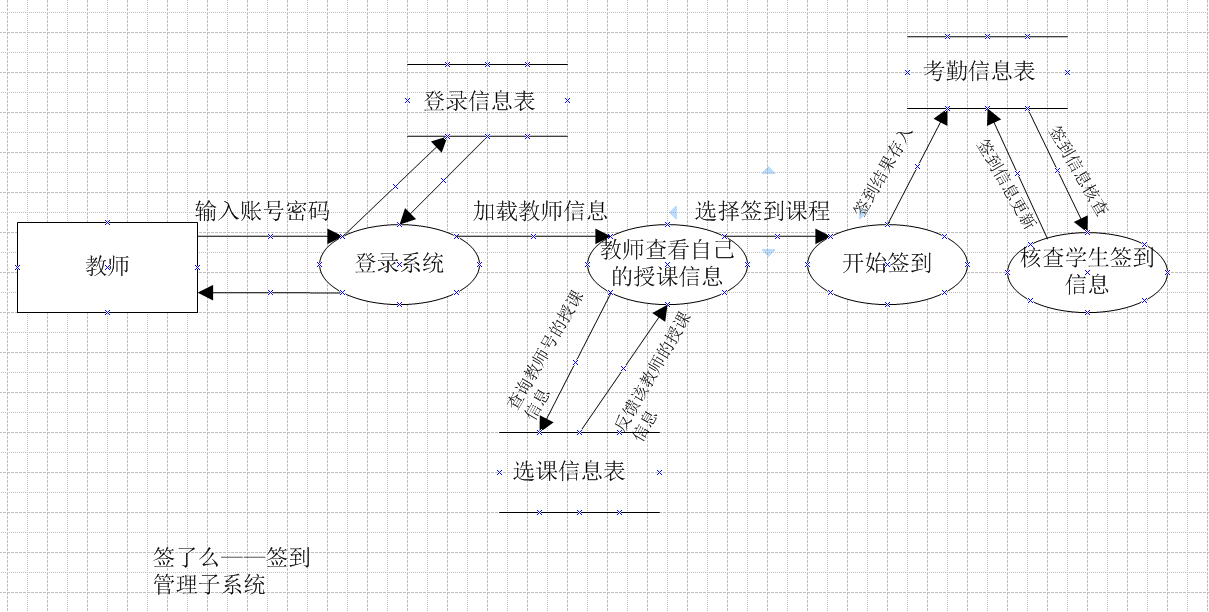 考勤信息表
登录信息表
签到结果存入
签到信息更新
签到信息核查
输入账号密码
加载教师信息
选择签到课程
教师
登录系统
教师查看自己
的授课信息
开始签到
核查学生签到
信息
查询教师号的授课
信息
反馈该教师的授课
信息
选课信息表
签了么——签到
管理子系统